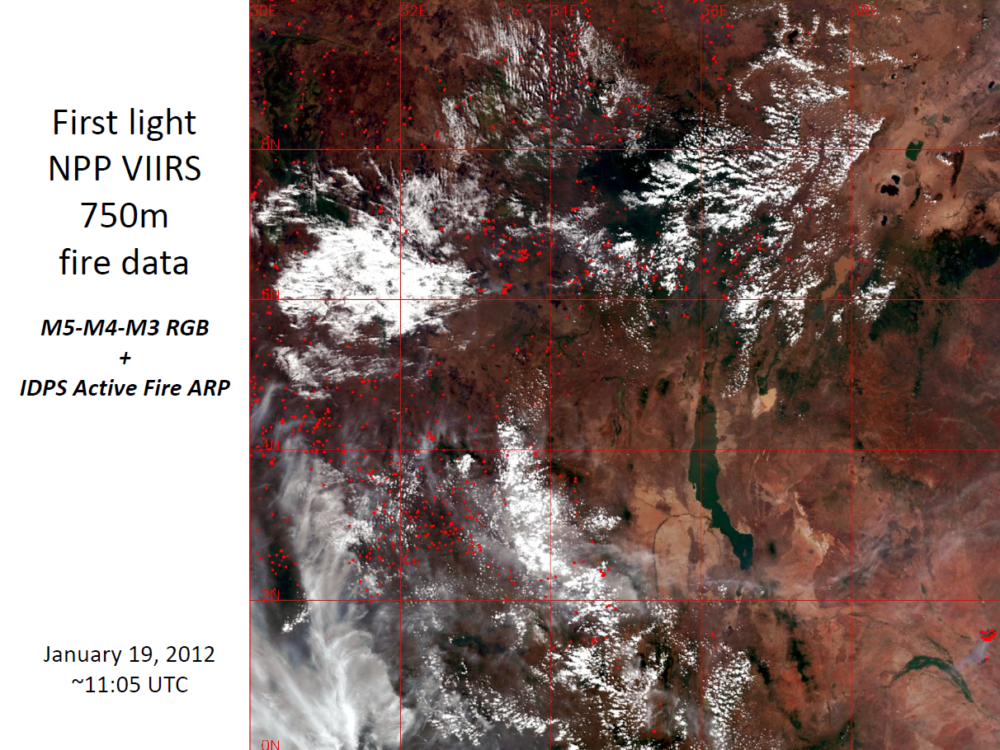 First light
NPP VIIRS
750m
fire data
M5-M4-M3 RGB
+
IDPS Active Fire ARP
January 19, 2012
~11:05 UTC
30E 32E 34E 36E 38E
8N
6N
4N
2N
0N